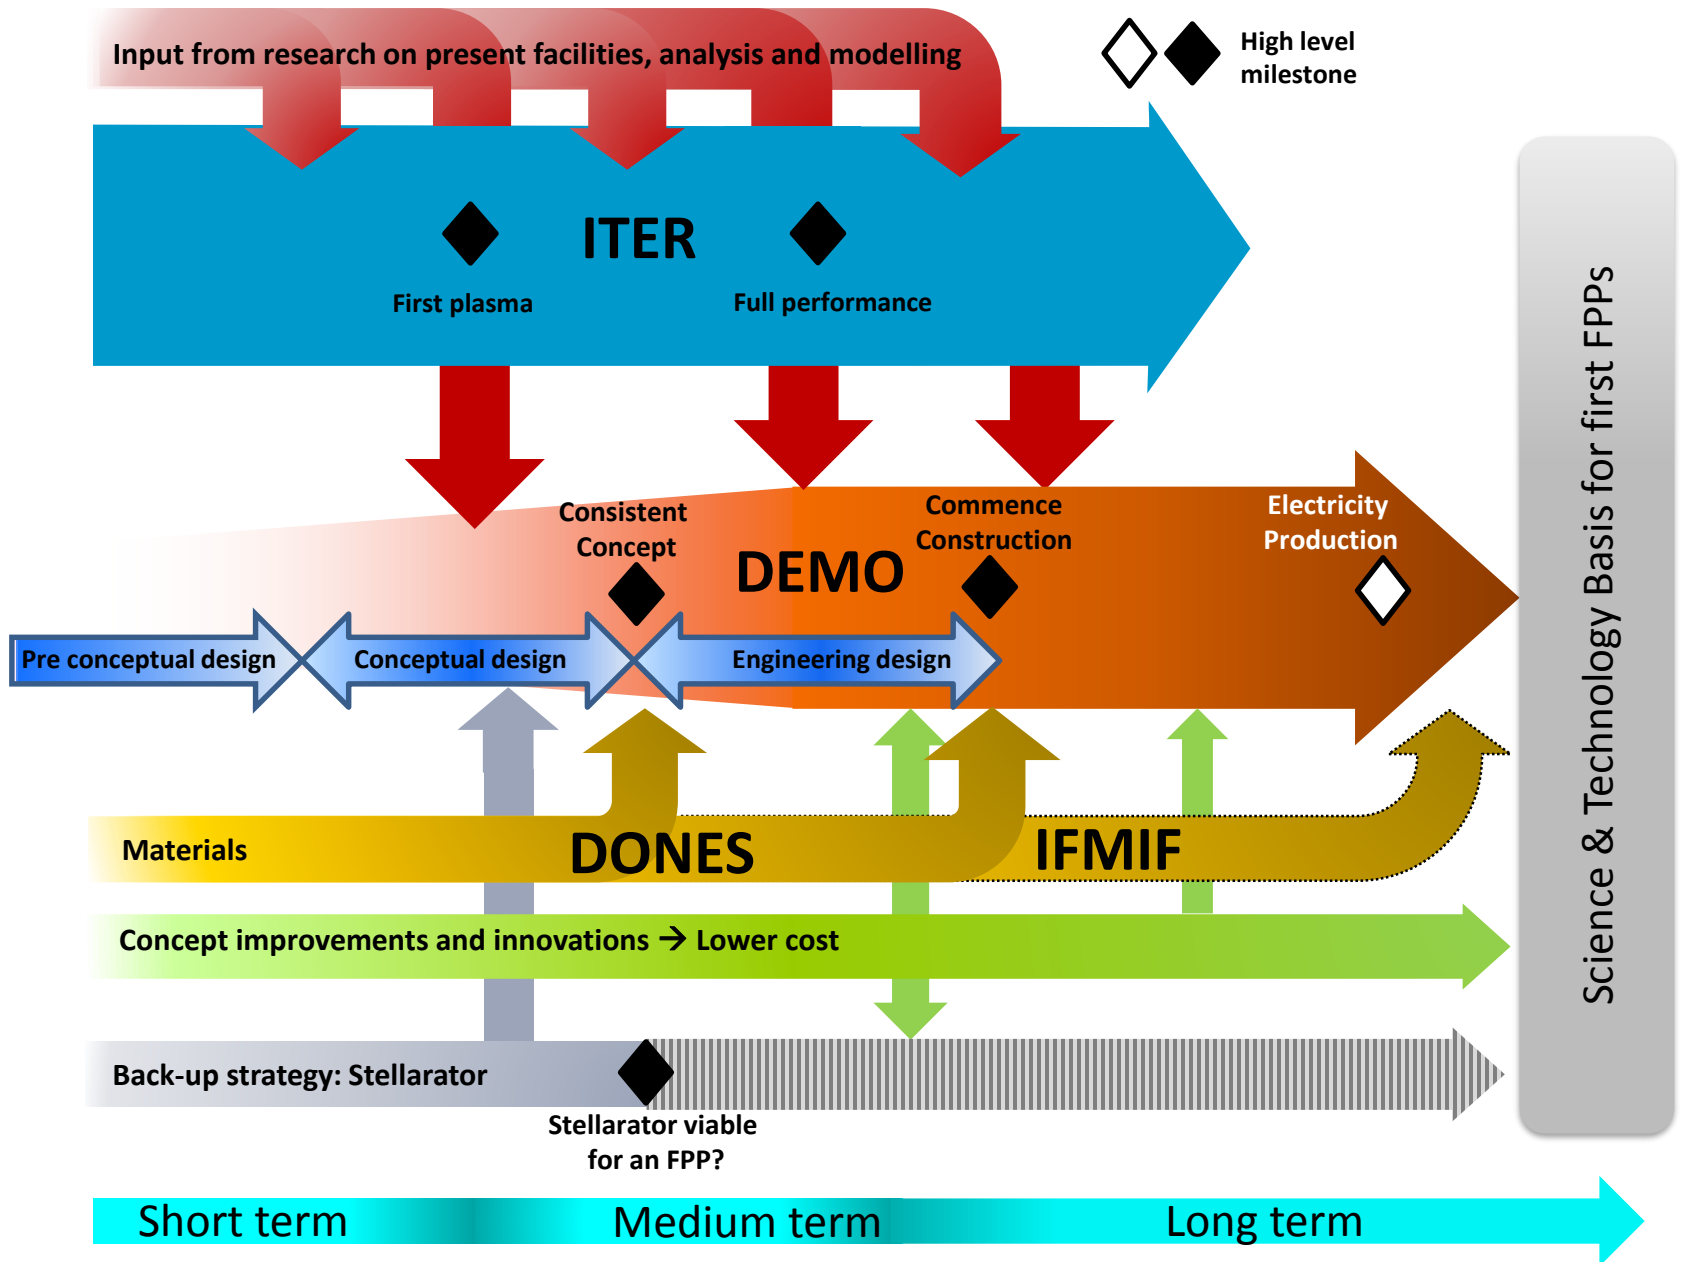 Input from research on present facilities, analysis and modelling
High level
milestone
ITER
First plasma
Full performance
Consistent
Concept
Commence
Construction
Electricity
Production
DEMO
Pre conceptual design
Conceptual design
Engineering design
Materials
DONES
IFMIF
Concept improvements and innovations → Lower cost
Back-up strategy: Stellarator
Stellarator viable
for an FPP?
Short term
Medium term
Long term
Science & Technology Basis for first FPPs